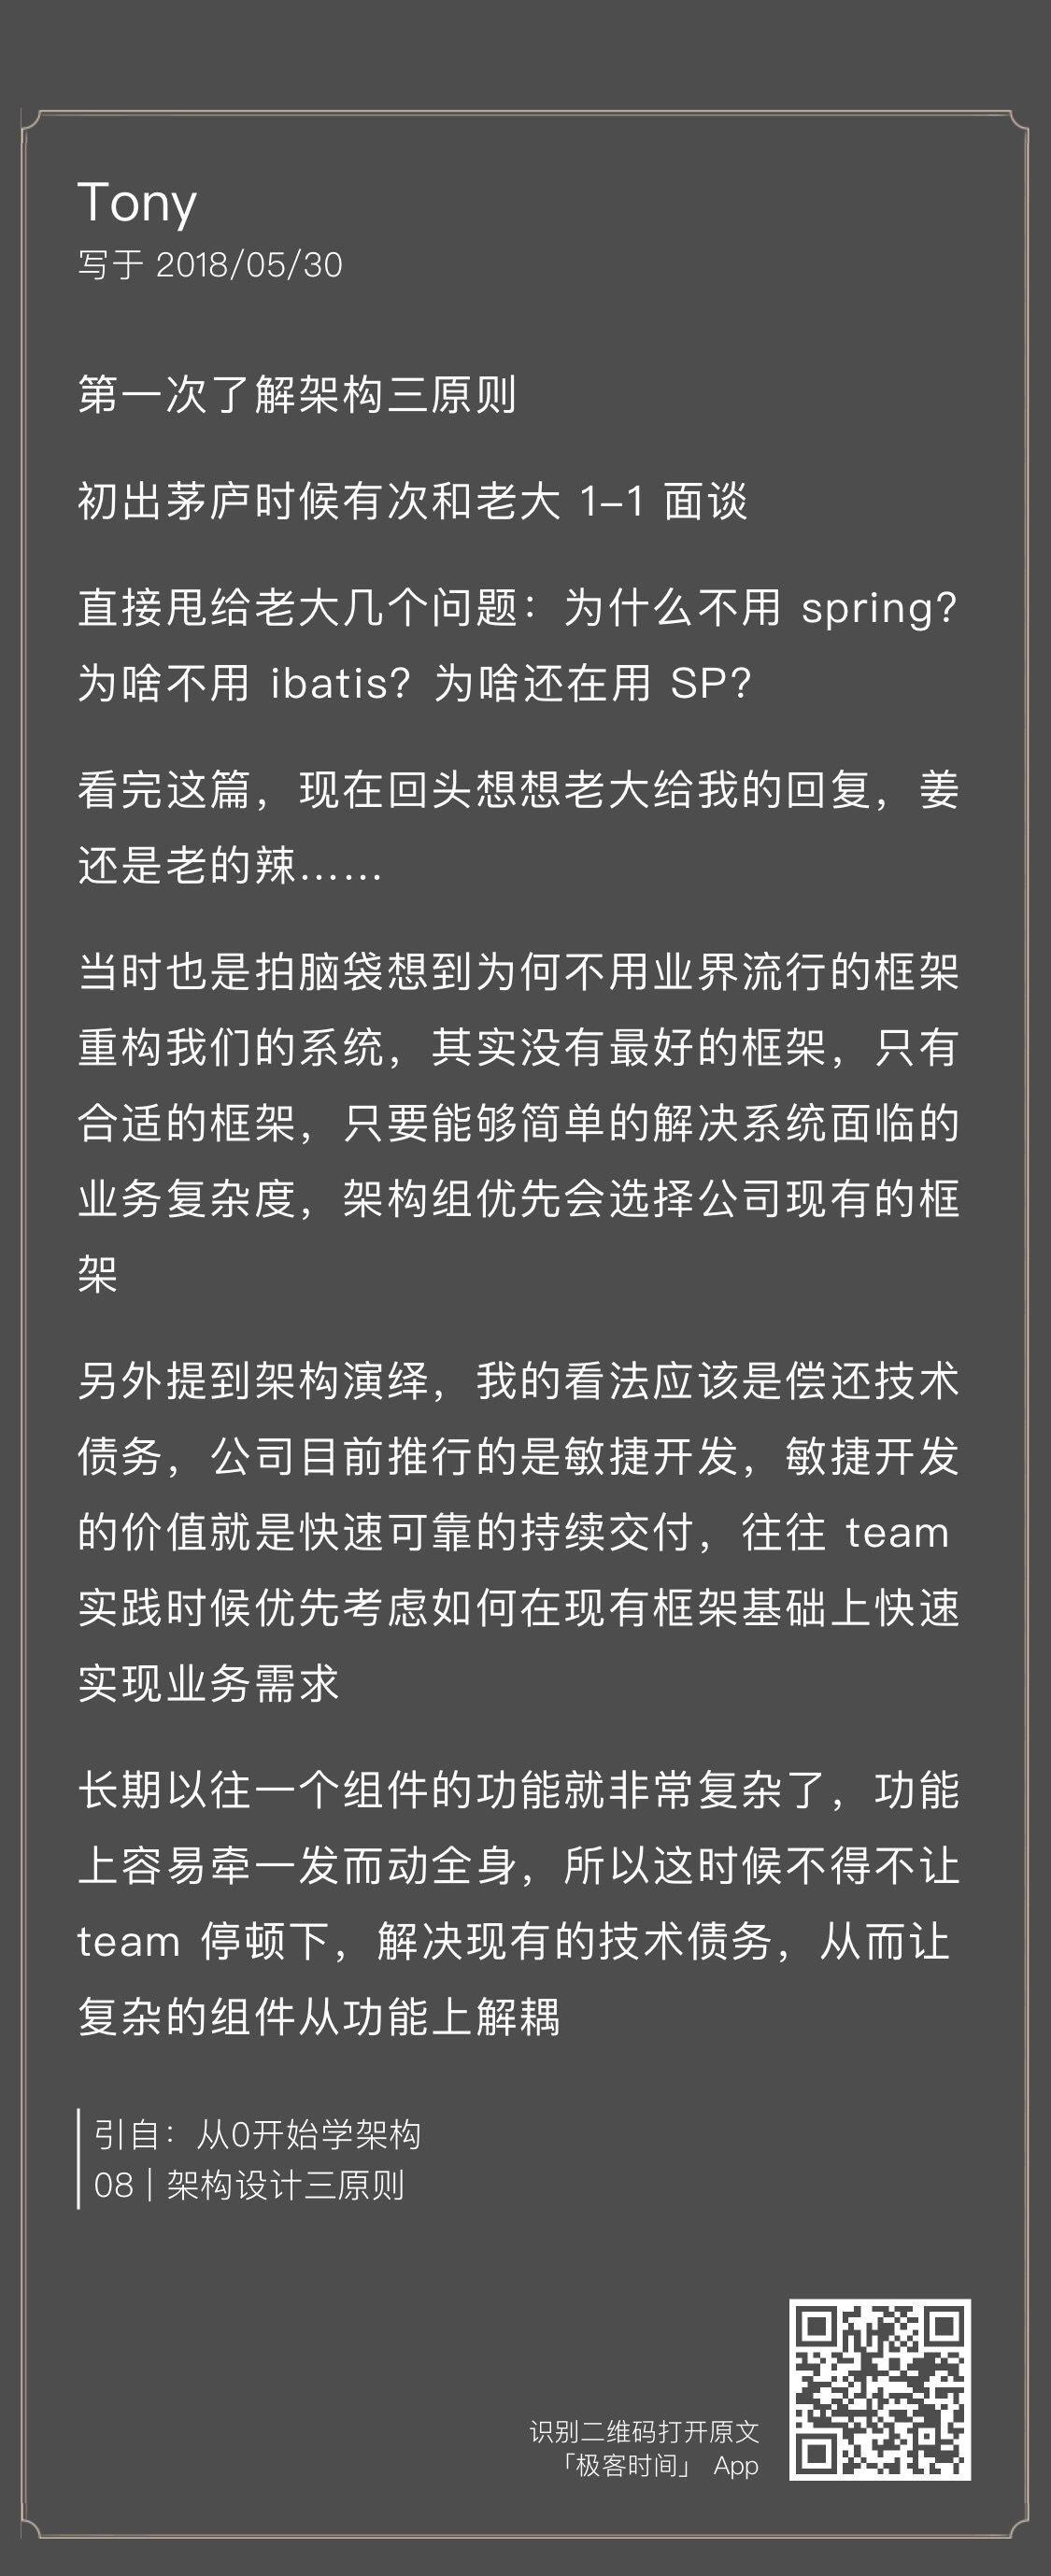 Tony
写于 2018/05/30
第一次了解架构三原则
初出茅庐时候有次和老大 1-1 面谈
直接甩给老大几个问题：为什么不用 spring?
为啥不用 ibatis？为啥还在用 SP？
看完这篇，现在回头想想老大给我的回复，姜
还是老的辣……
当时也是拍脑袋想到为何不用业界流行的框架
重构我们的系统，其实没有最好的框架，只有
合适的框架，只要能够简单的解决系统面临的
业务复杂度，架构组优先会选择公司现有的框
架
另外提到架构演绎，我的看法应该是偿还技术
债务，公司目前推行的是敏捷开发，敏捷开发
的价值就是快速可靠的持续交付，往往 team
实践时候优先考虑如何在现有框架基础上快速
实现业务需求
长期以往一个组件的功能就非常复杂了，功能
上容易牵一发而动全身，所以这时候不得不让
team 停顿下，解决现有的技术债务，从而让
复杂的组件从功能上解耦
引自：从0开始学架构
08 | 架构设计三原则
识别二维码打开原文
「极客时间」 App